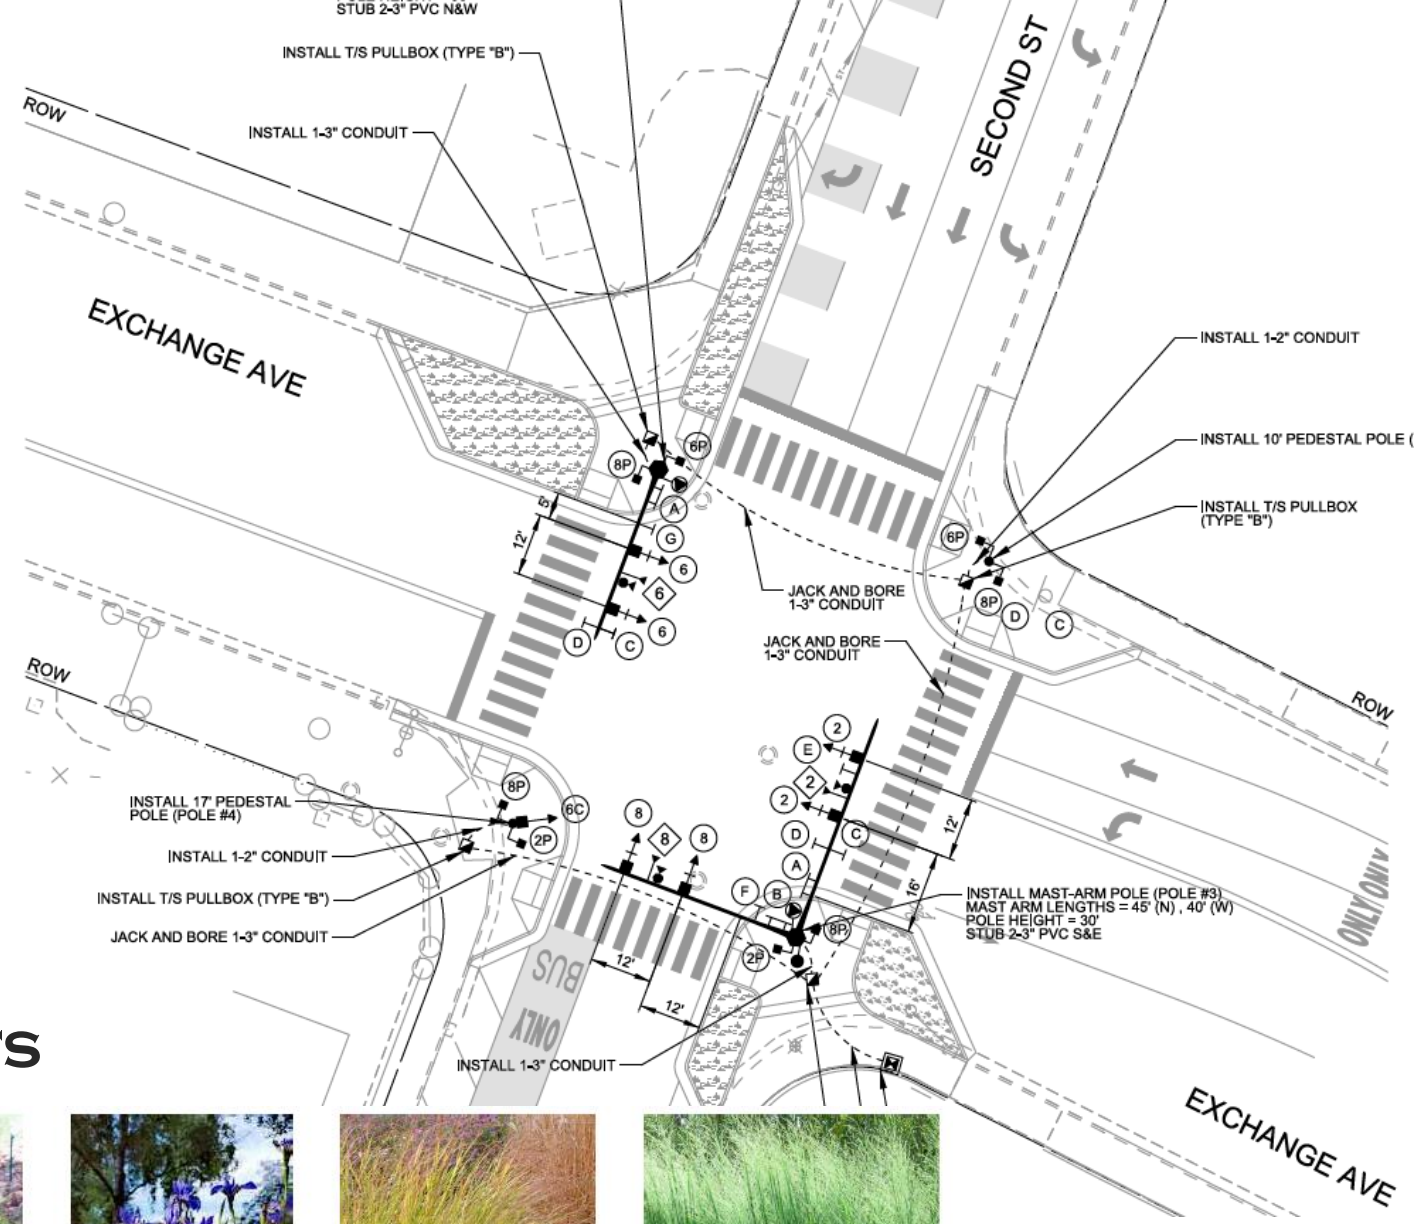 STUB 2-3" PVC N&W
INSTALL T/S PULLBOX (TYPE "B")
ROW
INSTALL 1-3" CONDUIT
SECOND ST
EXCHANGE AVE
INSTALL 1-2" CONDUIT
INSTALL 10' PEDESTAL POLE (
INSTALL T/S PULLBOX
(TYPE "B")
6P
8P
A
G
5'
12'
6
6
6
D
C
6P
8P
D
C
JACK AND BORE
1-3" CONDUIT
JACK AND BORE
1-3" CONDUIT
ROW
ROW
2
E
2
2
D
C
A
F
B
8P
2P
12'
16'
8P
6C
2P
8
8
8
INSTALL 17' PEDESTAL
POLE (POLE #4)
INSTALL 1-2" CONDUIT
INSTALL T/S PULLBOX (TYPE "B")
JACK AND BORE 1-3" CONDUIT
INSTALL MAST-ARM POLE (POLE #3)
MAST ARM LENGTHS = 45' (N) , 40' (W)
POLE HEIGHT = 30'
STUB 2-3" PVC S&E
ONLY
ONLY
BUS
ONLY
12'
12'
INSTALL 1-3" CONDUIT
EXCHANGE AVE